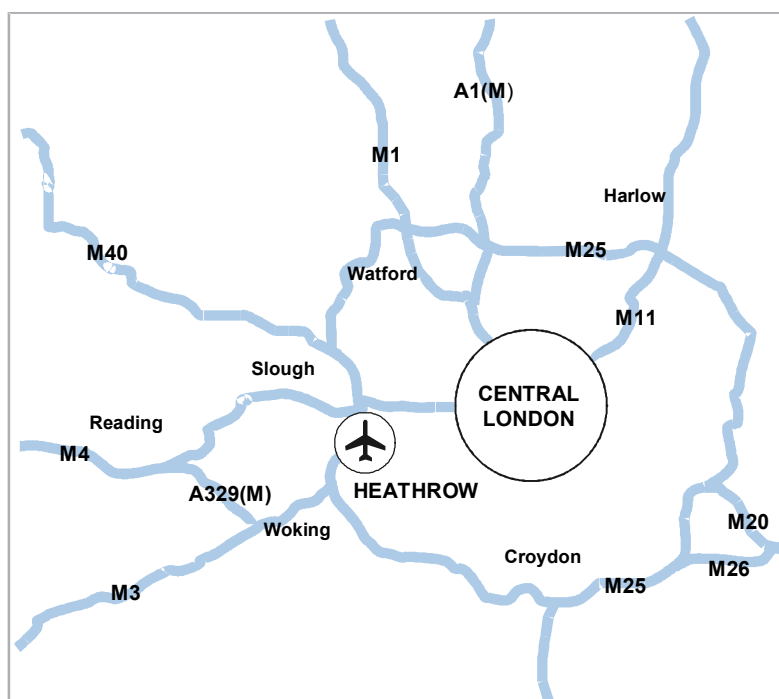 A1(M)
M1
Harlow
M40
M25
Watford
M11
Slough
CENTRAL
LONDON
Reading
M4
HEATHROW
A329(M)
M20
Woking
Croydon
M26
M25
M3